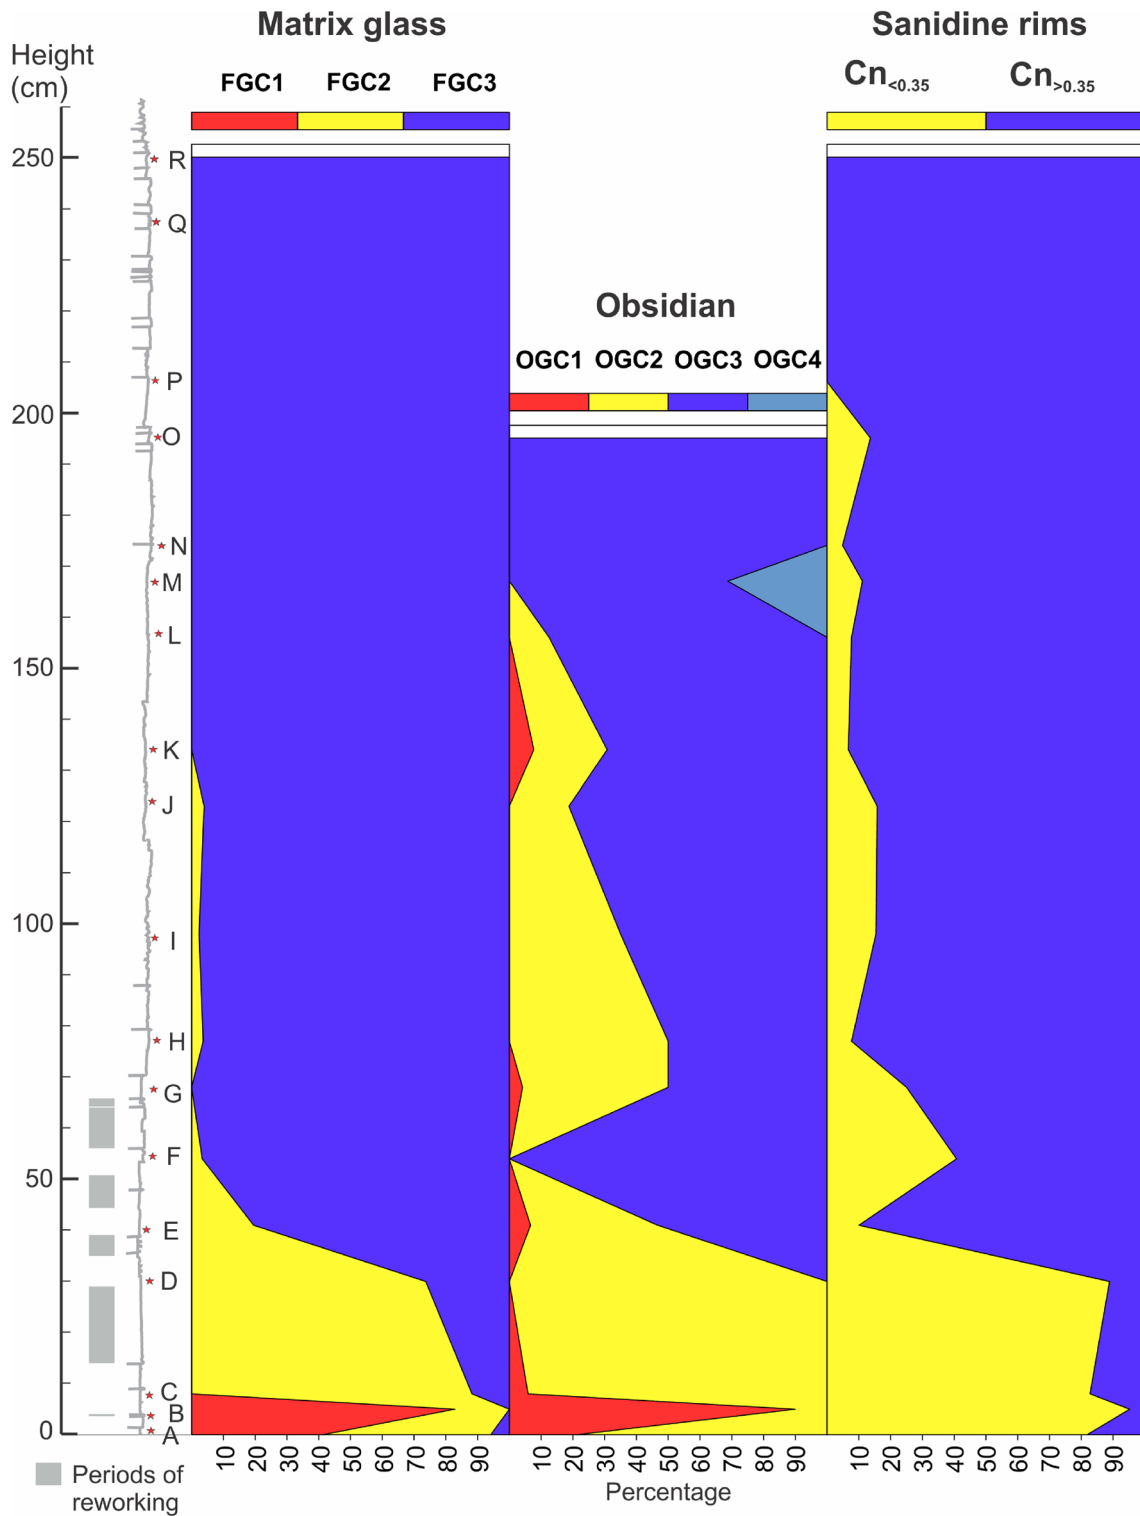 Matrix glass
Sanidine rims
Height
(cm)
FGC1 FGC2 FGC3
Cn<0.35 Cn>0.35
250
R
Q
Obsidian
OGC1 OGC2 OGC3 OGC4
P
200
O
N
M
L
150
K
J
100
I
H
G
F
50
E
D
C
B
0
A
10 20 30 40 50 60 70 80 90
10 20 30 40 50 60 70 80 90
10 20 30 40 50 60 70 80 90
Periods of
reworking
Percentage